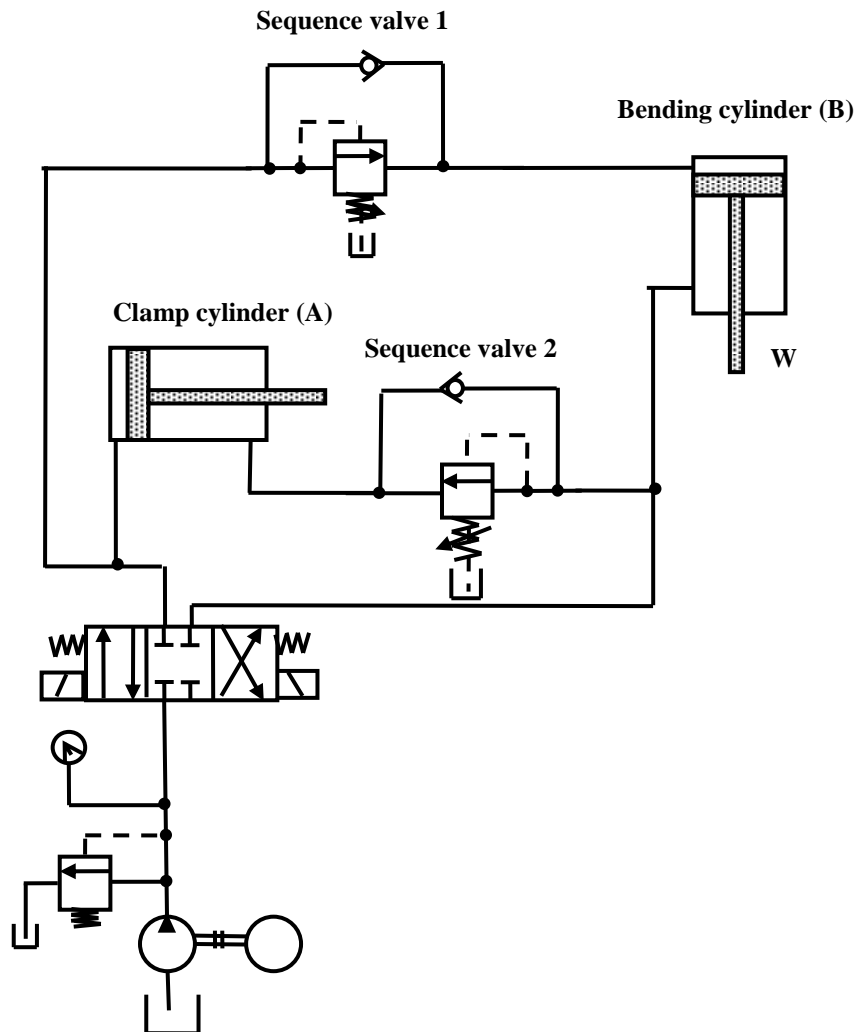 Sequence valve 1
Bending cylinder (B)
Clamp cylinder (A)
Sequence valve 2
W